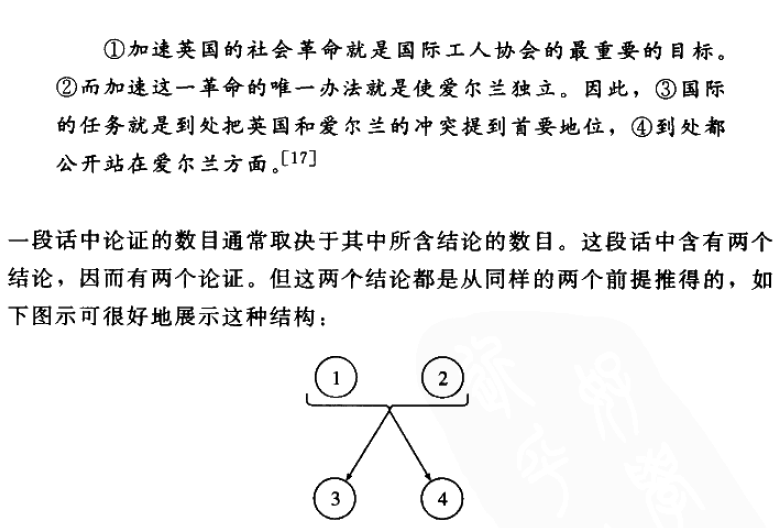 ①加速英国的社会革命就是国际工人协会的最重要的目标。
②而加速这一革命的唯一办法就是使爱尔兰独立。因此，③国际
的任务就是到处把英国和爱尔兰的冲突提到首要地位，④到处都
公开站在爱尔兰方面。[17]
一段话中论证的数目通常取决于其中所含结论的数目。这段话中含有两个
结论，因而有两个论证。但这两个结论都是从同样的两个前提推得的，如
下图示可很好地展示这种结构：
1 2
3 4